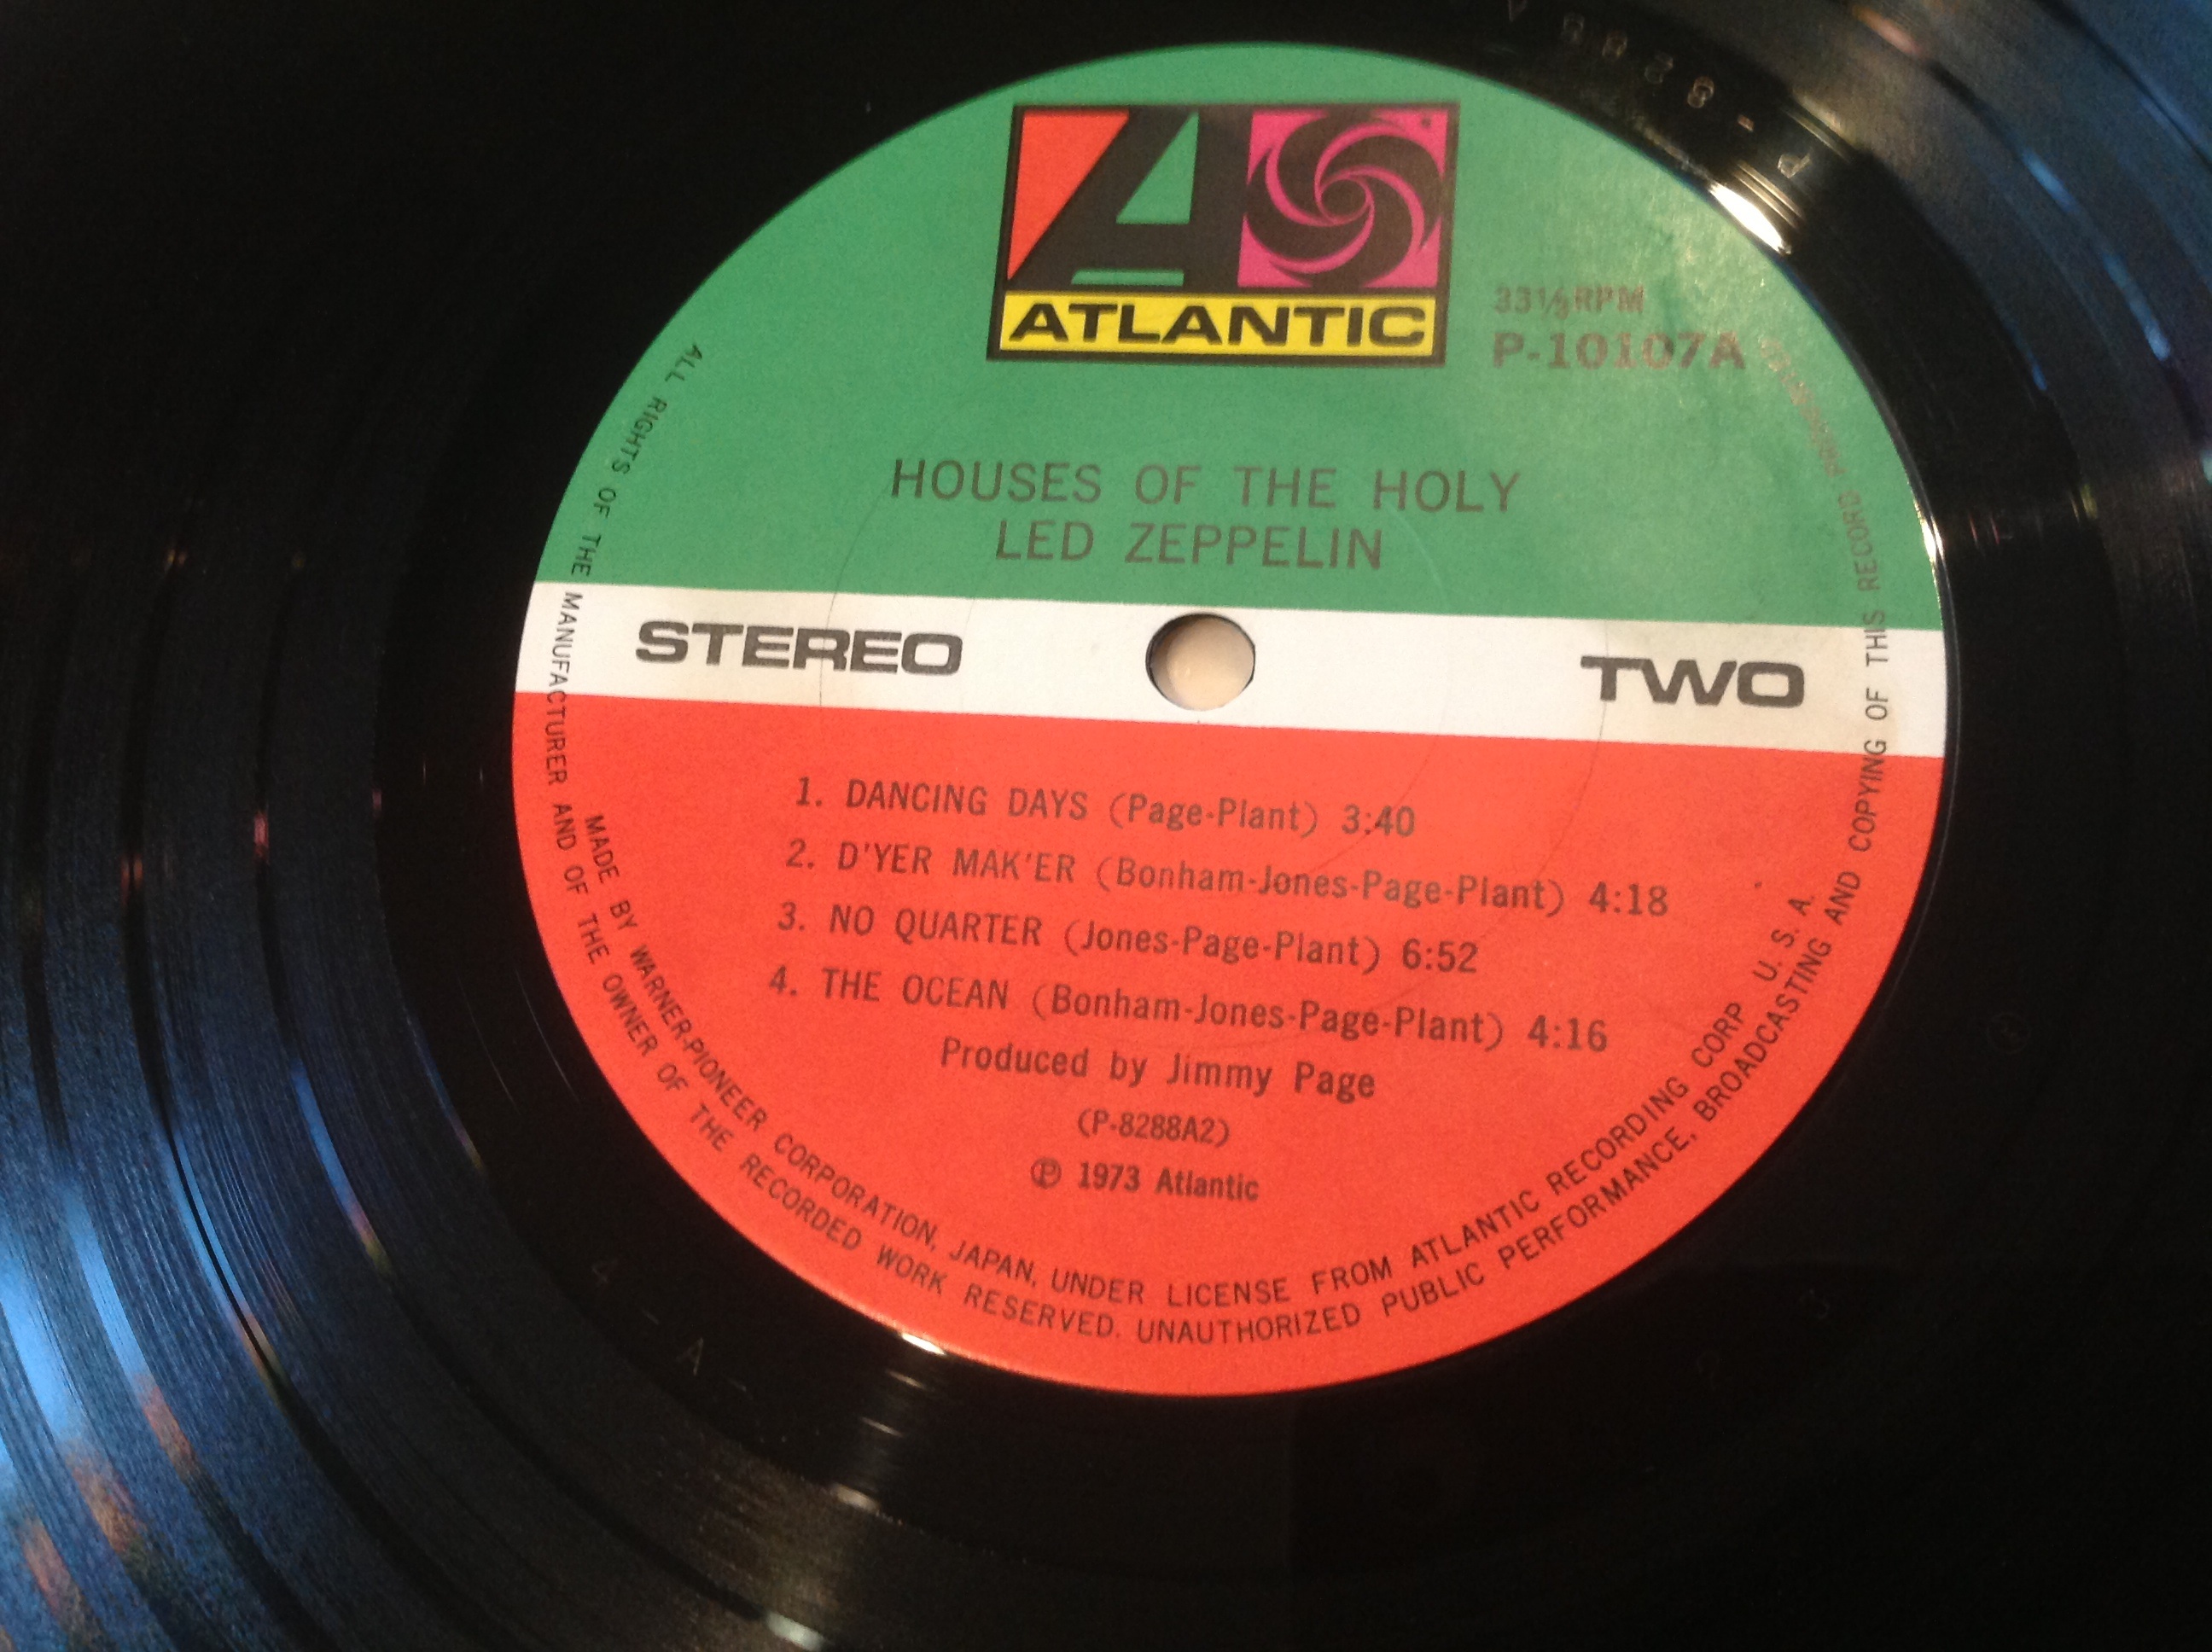 ATLANTIC
33⅓RPM
P-10107A
HOUSES OF THE HOLY
LED ZEPPELIN
STEREO
TWO
1. DANCING DAYS (Page-Plant) 3:40
2. D'YER MAK'ER (Bonham-Jones-Page-Plant) 4:18
3. NO QUARTER (Jones-Page-Plant) 6:52
4. THE OCEAN (Bonham-Jones-Page-Plant) 4:16
Produced by Jimmy Page
(P-8288A2)
℗ 1973 Atlantic
MADE BY WARNER-PIONEER CORPORATION, JAPAN, UNDER LICENSE FROM ATLANTIC RECORDING CORP U. S. A.
ALL RIGHTS OF THE MANUFACTURER AND OF THE OWNER OF THE RECORDED WORK RESERVED. UNAUTHORIZED PUBLIC PERFORMANCE, BROADCASTING AND COPYING OF THIS RECORD PROHIBITED
P-8288A
4-A-